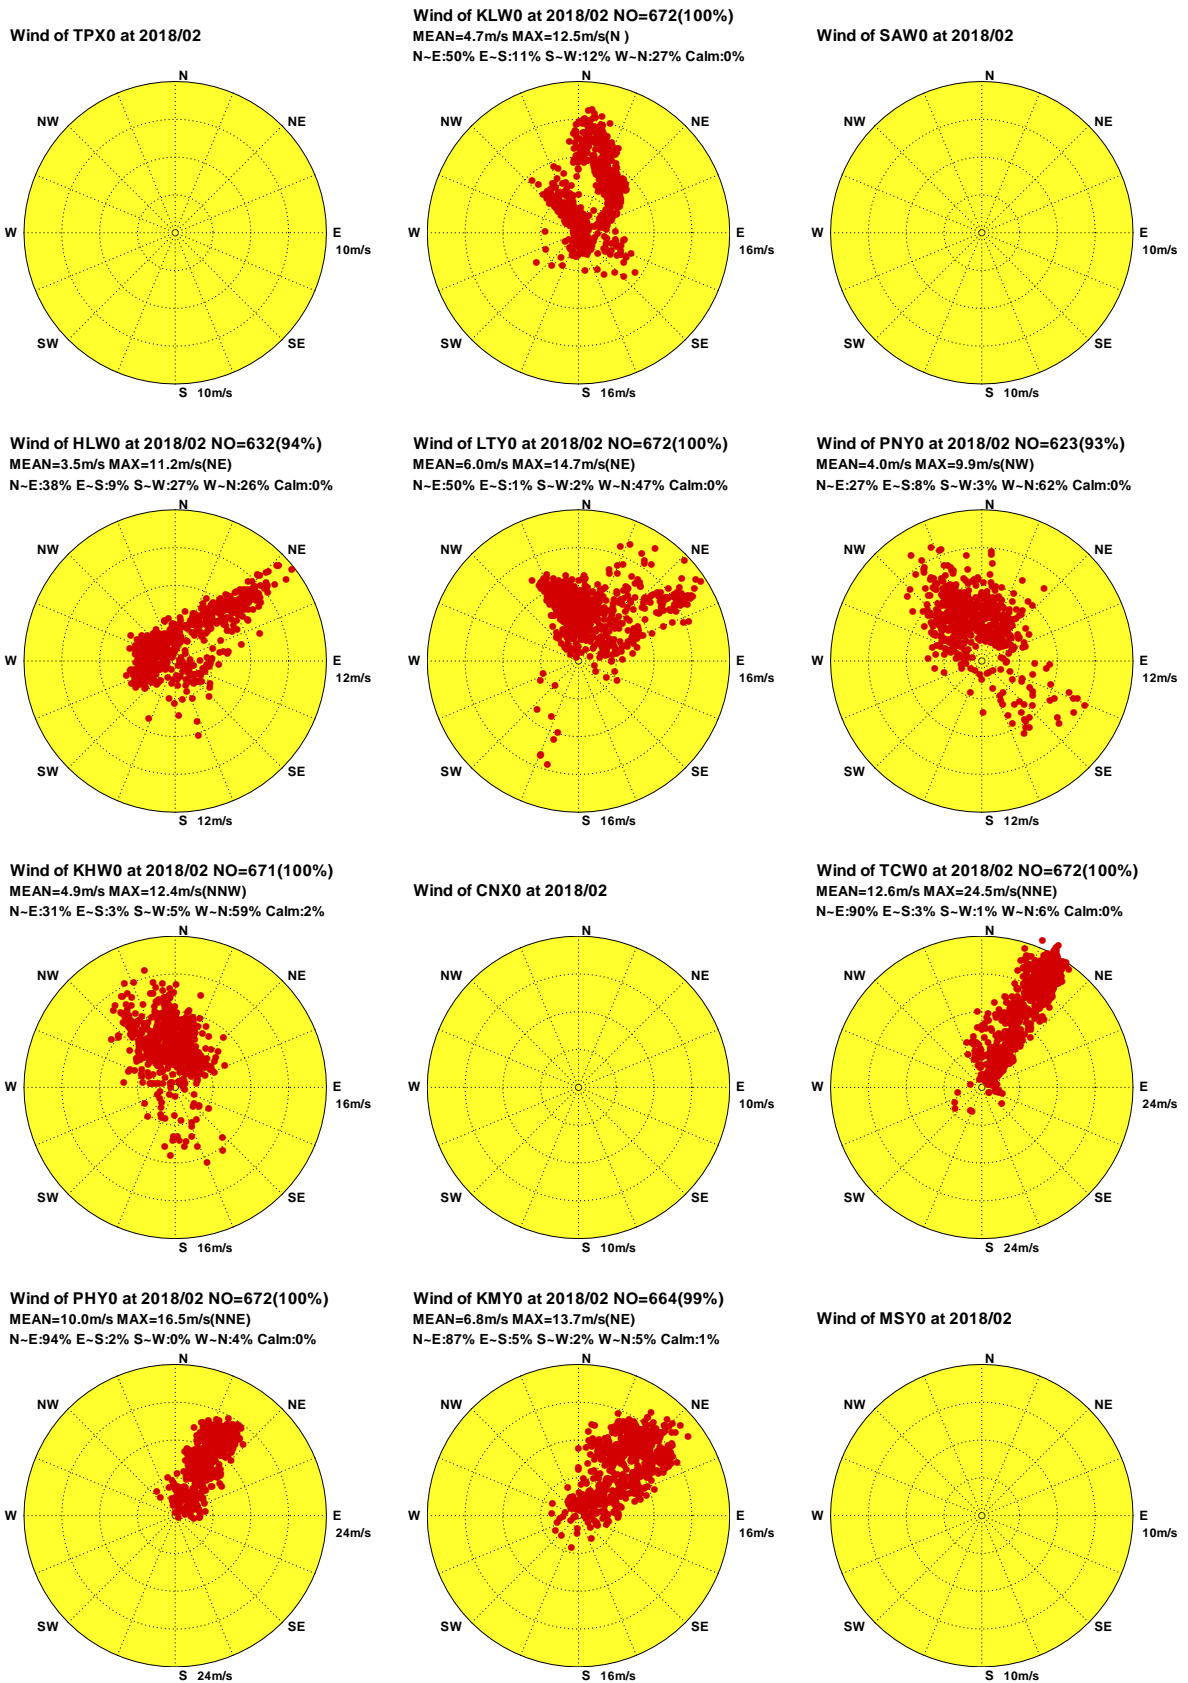 Wind of TPX0 at 2018/02
N
NW
NE
W
E
10m/s
SW
SE
S 10m/s
Wind of KLW0 at 2018/02 NO=672(100%)
MEAN=4.7m/s MAX=12.5m/s(N )
N~E:50% E~S:11% S~W:12% W~N:27% Calm:0%
N
NW
NE
W
E
16m/s
SW
SE
S 16m/s
Wind of SAW0 at 2018/02
N
NW
NE
W
E
10m/s
SW
SE
S 10m/s
Wind of HLW0 at 2018/02 NO=632(94%)
MEAN=3.5m/s MAX=11.2m/s(NE)
N~E:38% E~S:9% S~W:27% W~N:26% Calm:0%
N
NW
NE
W
E
12m/s
SW
SE
S 12m/s
Wind of LTY0 at 2018/02 NO=672(100%)
MEAN=6.0m/s MAX=14.7m/s(NE)
N~E:50% E~S:1% S~W:2% W~N:47% Calm:0%
N
NW
NE
W
E
16m/s
SW
SE
S 16m/s
Wind of PNY0 at 2018/02 NO=623(93%)
MEAN=4.0m/s MAX=9.9m/s(NW)
N~E:27% E~S:8% S~W:3% W~N:62% Calm:0%
N
NW
NE
W
E
12m/s
SW
SE
S 12m/s
Wind of KHW0 at 2018/02 NO=671(100%)
MEAN=4.9m/s MAX=12.4m/s(NNW)
N~E:31% E~S:3% S~W:5% W~N:59% Calm:2%
N
NW
NE
W
E
16m/s
SW
SE
S 16m/s
Wind of CNX0 at 2018/02
N
NW
NE
W
E
10m/s
SW
SE
S 10m/s
Wind of TCW0 at 2018/02 NO=672(100%)
MEAN=12.6m/s MAX=24.5m/s(NNE)
N~E:90% E~S:3% S~W:1% W~N:6% Calm:0%
N
NW
NE
W
E
24m/s
SW
SE
S 24m/s
Wind of PHY0 at 2018/02 NO=672(100%)
MEAN=10.0m/s MAX=16.5m/s(NNE)
N~E:94% E~S:2% S~W:0% W~N:4% Calm:0%
N
NW
NE
W
E
24m/s
SW
SE
S 24m/s
Wind of KMY0 at 2018/02 NO=664(99%)
MEAN=6.8m/s MAX=13.7m/s(NE)
N~E:87% E~S:5% S~W:2% W~N:5% Calm:1%
N
NW
NE
W
E
16m/s
SW
SE
S 16m/s
Wind of MSY0 at 2018/02
N
NW
NE
W
E
10m/s
SW
SE
S 10m/s